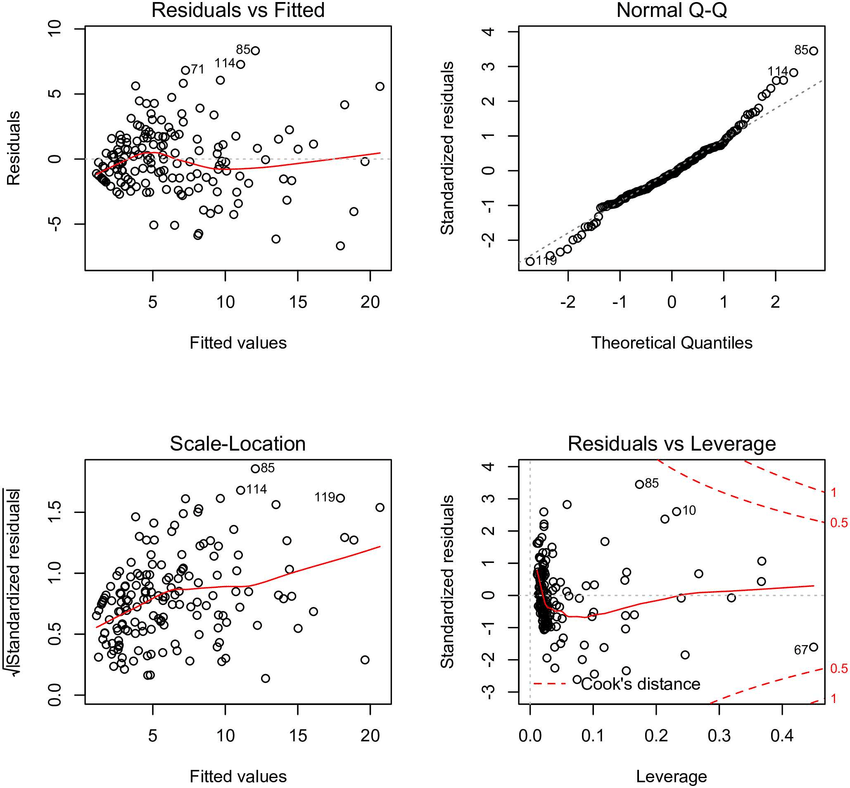 Residuals vs Fitted
Residuals
10
5
0
-5
85
114
71
5 10 15 20
Fitted values
Normal Q-Q
Standardized residuals
4
3
2
1
0
-1
-2
85
114
119
-2 -1 0 1 2
Theoretical Quantiles
Scale-Location
√|Standardized residuals|
1.5
1.0
0.5
0.0
85
114
119
5 10 15 20
Fitted values
Residuals vs Leverage
Standardized residuals
4
3
2
1
0
-1
-2
-3
85
10
67
1
0.5
0.5
1
Cook's distance
0.0 0.1 0.2 0.3 0.4
Leverage